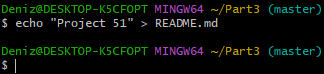 Deniz@DESKTOP-K5CFOPT MINGW64 ~/Part3 (master)
$ echo "Project 51" > README.md
Deniz@DESKTOP-K5CFOPT MINGW64 ~/Part3 (master)
$